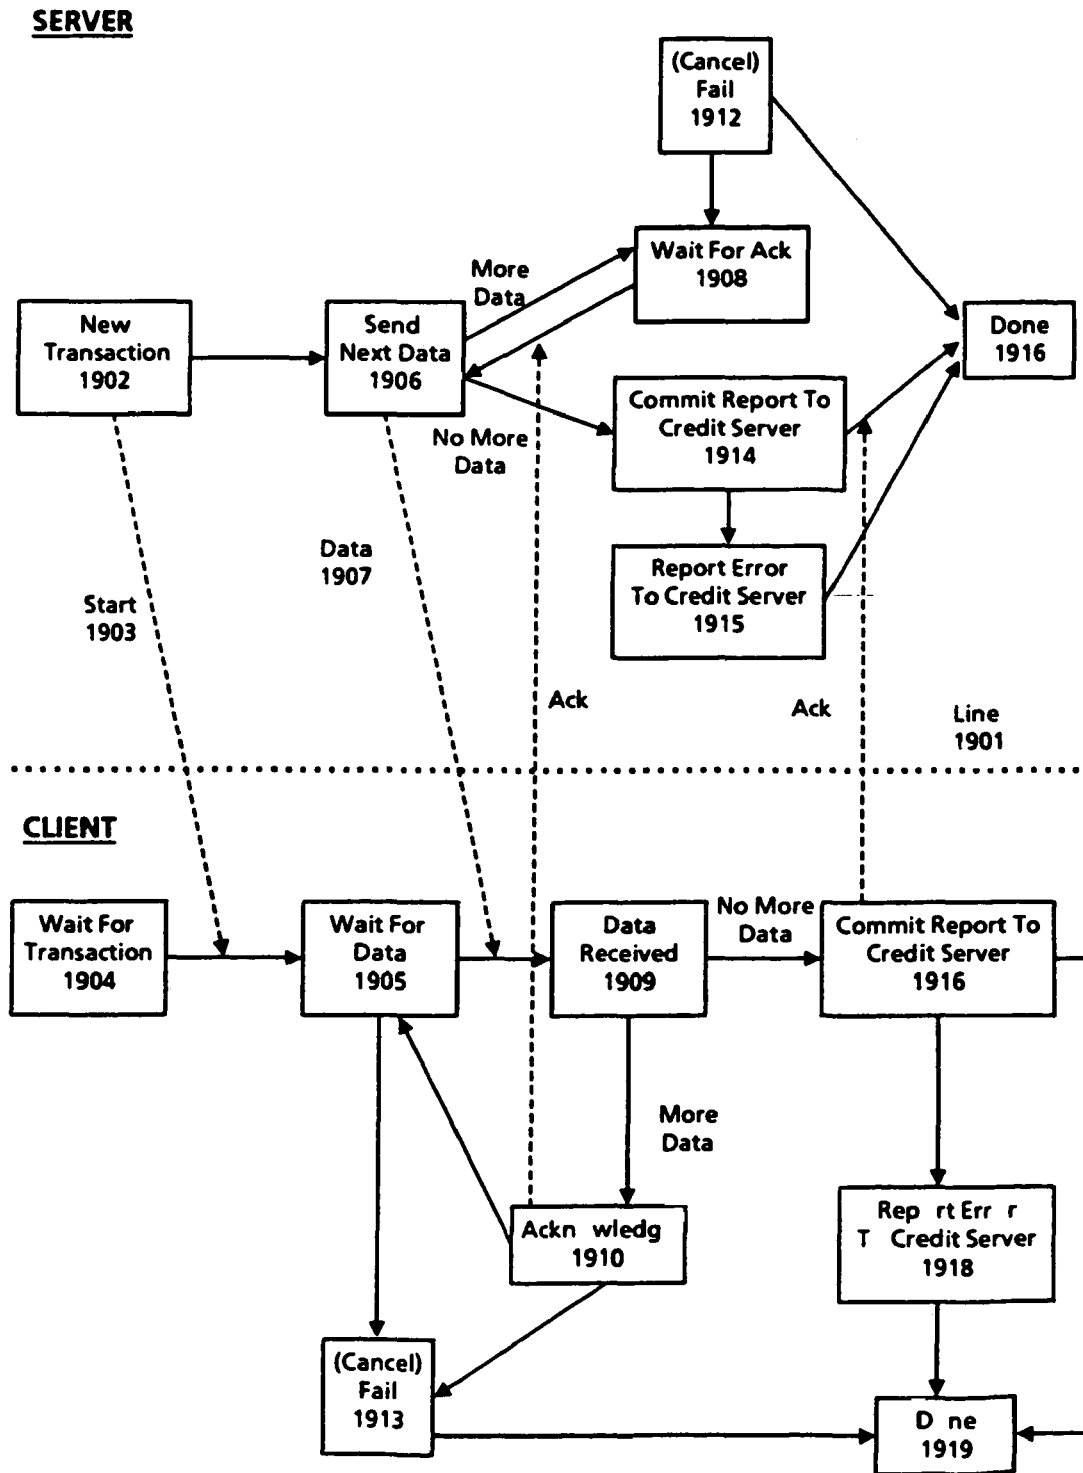 SERVER
(Cancel)
Fail
1912
Wait For Ack
1908
More
Data
New
Transaction
1902
Send
Next Data
1906
Done
1916
Commit Report To
Credit Server
1914
No More
Data
Data
1907
Report Error
To Credit Server
1915
Start
1903
Ack
Ack
Line
1901
CLIENT
Wait For
Transaction
1904
Wait For
Data
1905
Data
Received
1909
No More
Data
Commit Report To
Credit Server
1916
More
Data
Ackn wledg
1910
Rep rt Err r
T Credit Server
1918
(Cancel)
Fail
1913
D ne
1919